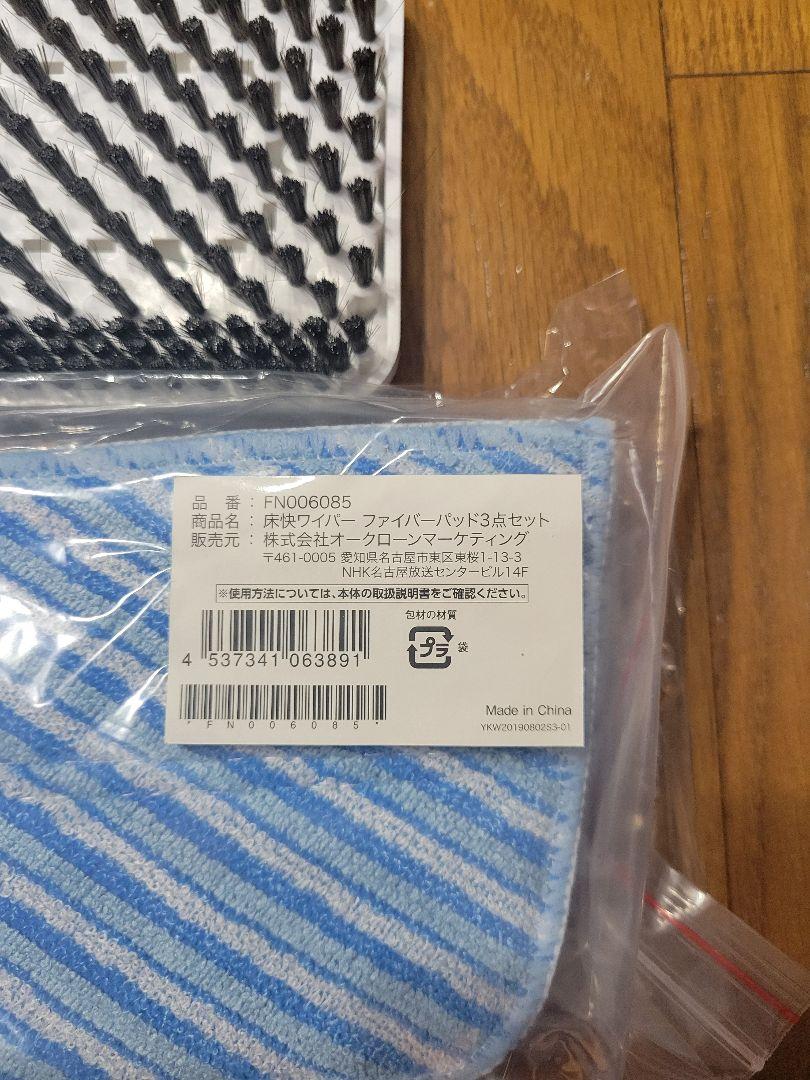 品　番 : FN006085
商品名 : 床快ワイパー ファイバーパッド3点セット
販売元 : 株式会社オークローンマーケティング
〒461-0005 愛知県名古屋市東区東桜1-13-3
NHK名古屋放送センタービル14F
※使用方法については、本体の取扱説明書をご確認ください。
包材の材質
プラ 袋
4 537341 063891
*FN006085*
Made in China
YKW20190802S3-01